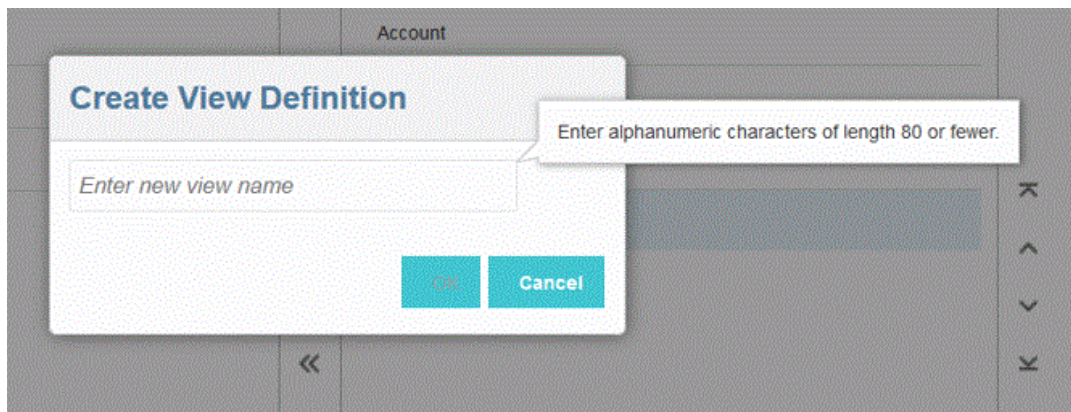 Account
Create View Definition
Enter alphanumeric characters of length 80 or fewer.
Enter new view name
OK
Cancel